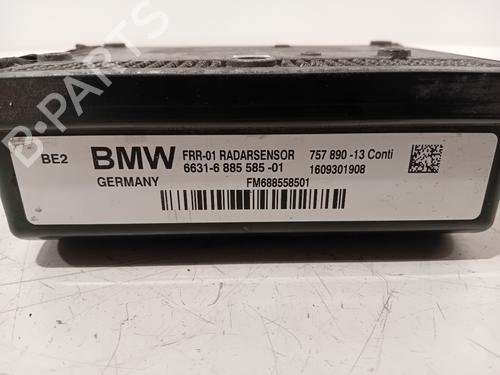 BE2 BMW FRR-01 RADARSENSOR 757 890 -13 Conti
GERMANY 6631-6 885 585 -01 1609301908
FM688558501
B-PARTS